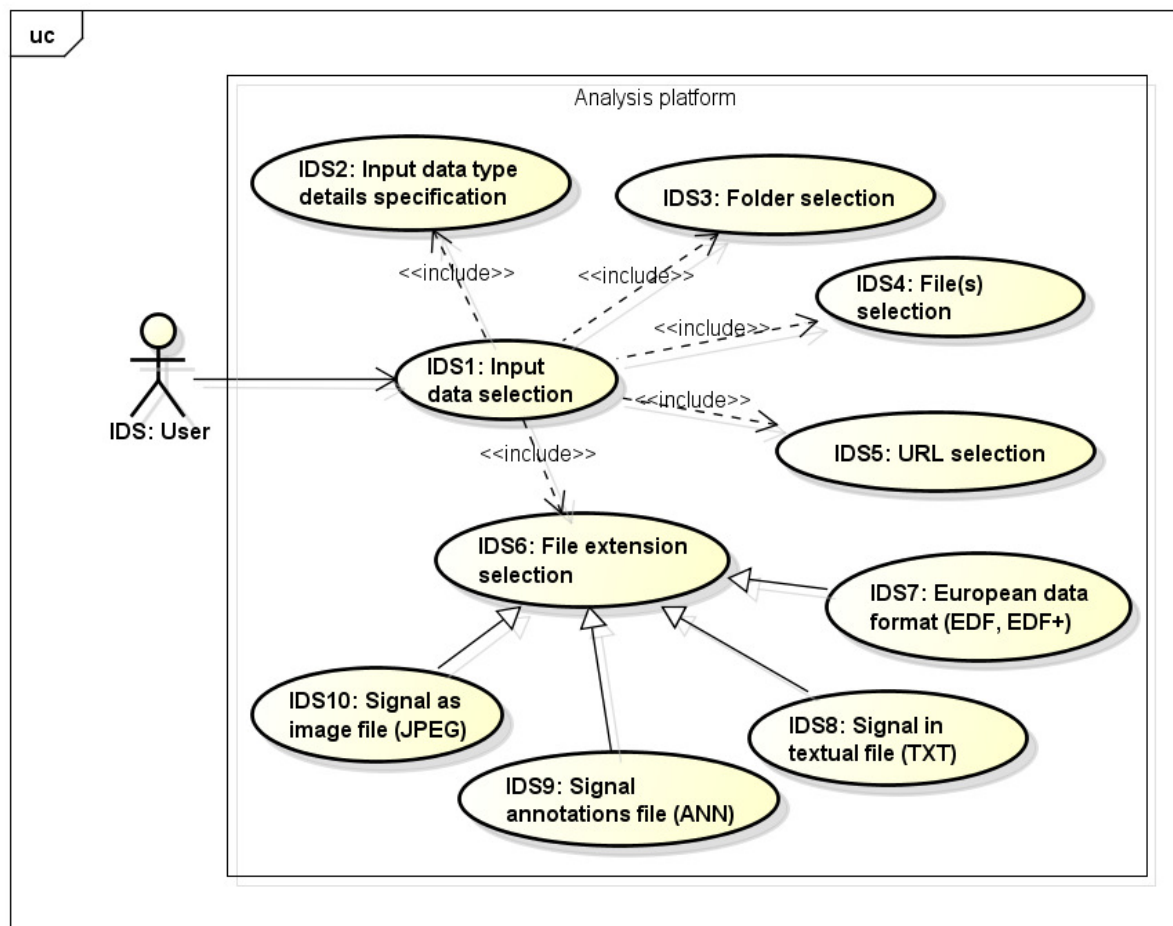 uc
Analysis platform
IDS2: Input data type
details specification
IDS3: Folder selection
<<include>>
<<include>>
IDS4: File(s)
selection
<<include>>
IDS1: Input
data selection
<<include>>
IDS: User
<<include>>
IDS5: URL selection
IDS6: File extension
selection
IDS7: European data
format (EDF, EDF+)
IDS10: Signal as
image file (JPEG)
IDS8: Signal in
textual file (TXT)
IDS9: Signal
annotations file (ANN)